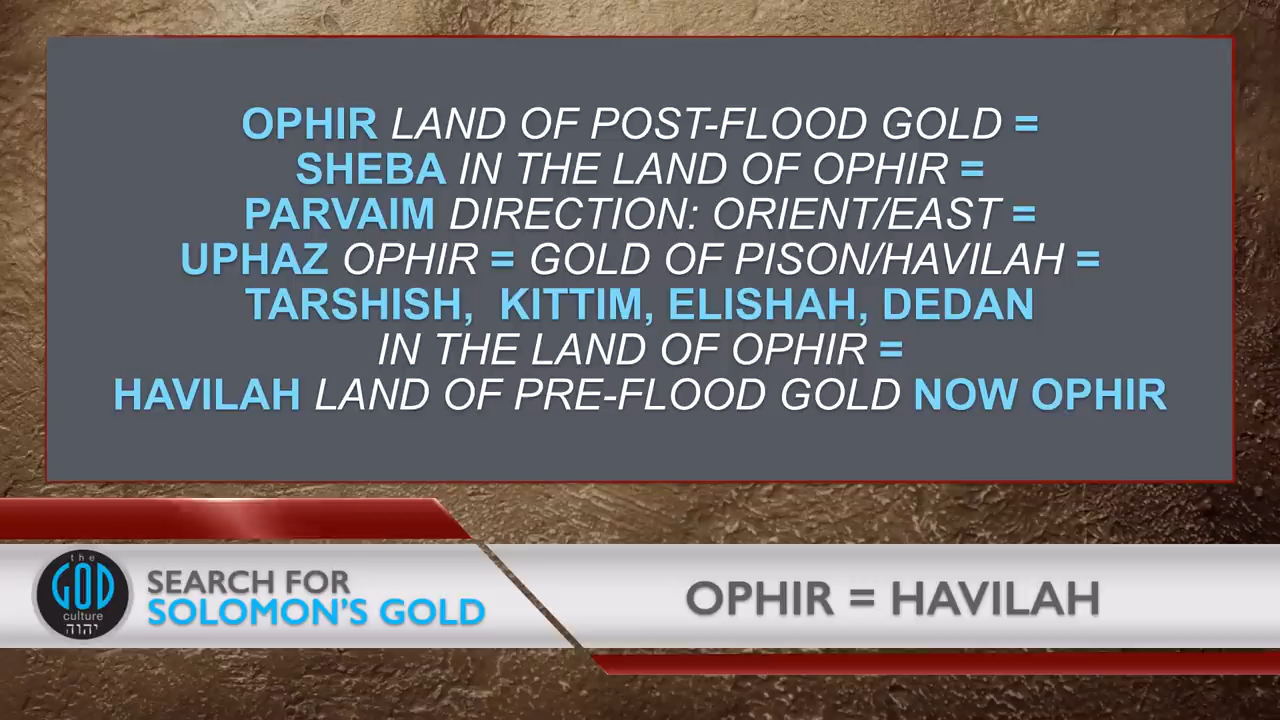 OPHIR LAND OF POST-FLOOD GOLD =
SHEBA IN THE LAND OF OPHIR =
PARVAIM DIRECTION: ORIENT/EAST =
UPHAZ OPHIR = GOLD OF PISON/HAVILAH =
TARSHISH, KITTIM, ELISHAH, DEDAN
IN THE LAND OF OPHIR =
HAVILAH LAND OF PRE-FLOOD GOLD NOW OPHIR
the
GOD
culture
יהוה
SEARCH FOR
SOLOMON'S GOLD
OPHIR = HAVILAH